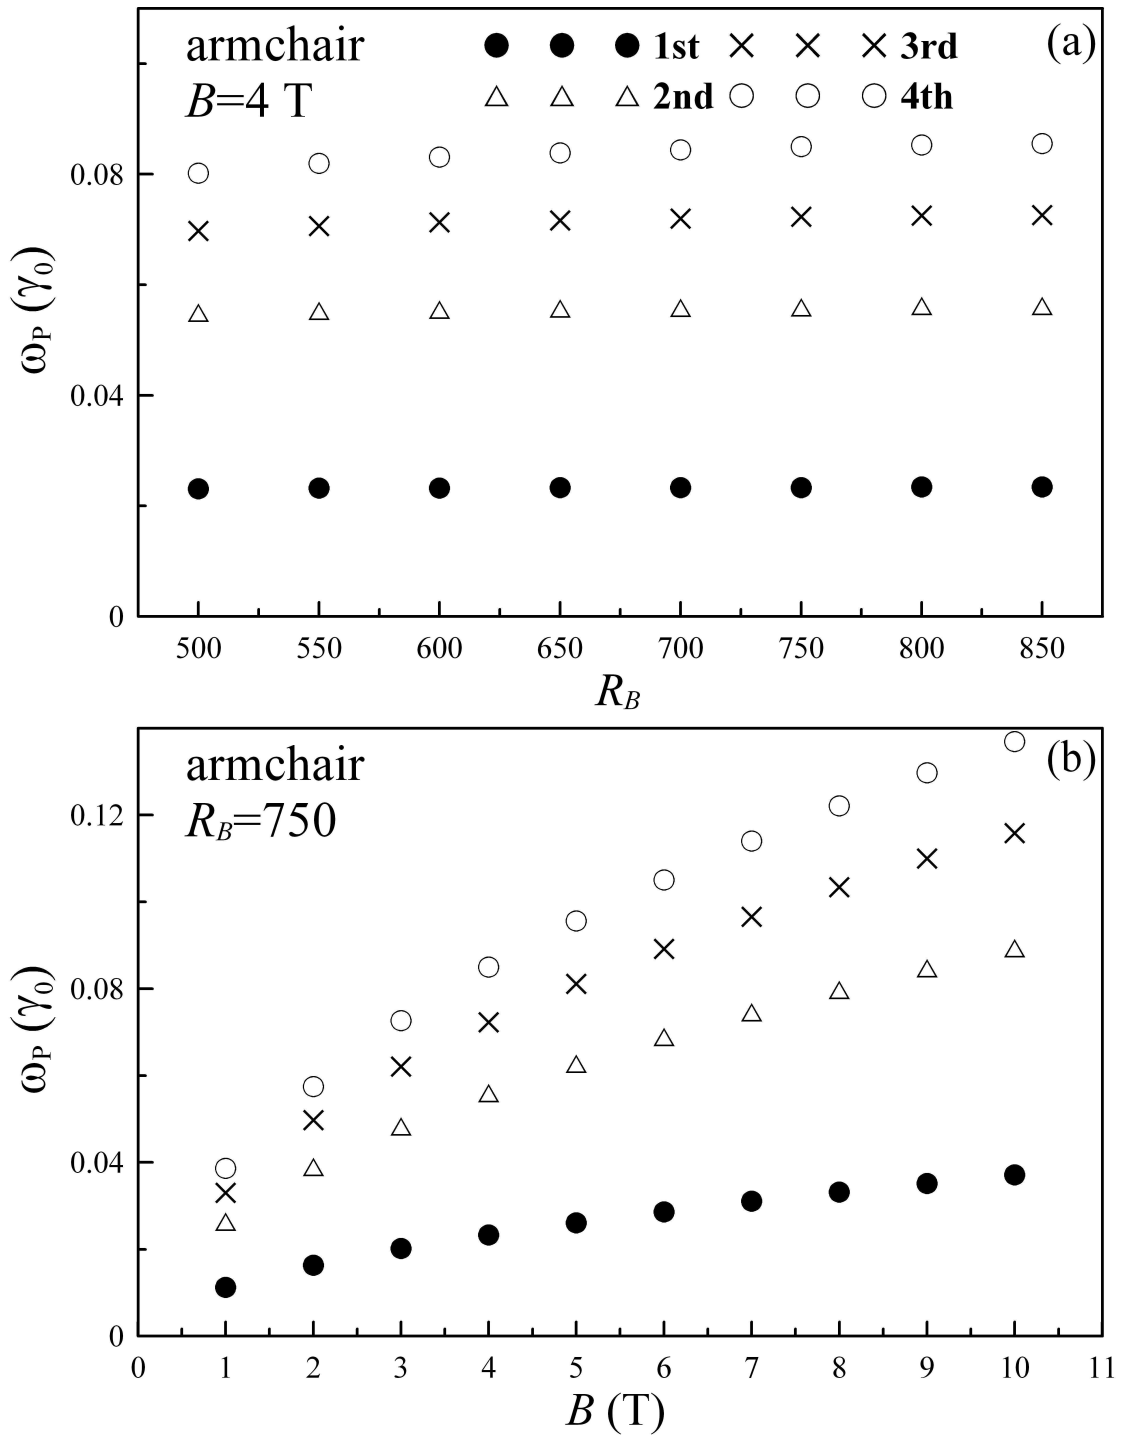 armchair
B=4 T
1st 3rd
2nd 4th
(a)
0.08
0.04
0
ωP (γ0)
500 550 600 650 700 750 800 850
RB
armchair
RB=750
(b)
0.12
0.08
0.04
0
ωP (γ0)
0 1 2 3 4 5 6 7 8 9 10 11
B (T)